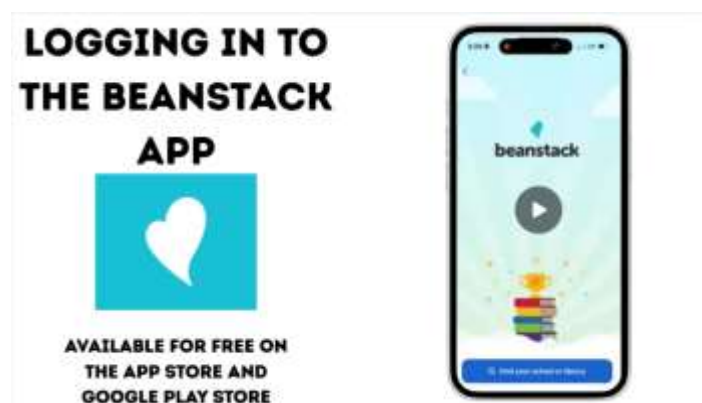 LOGGING IN TO
THE BEANSTACK
APP
AVAILABLE FOR FREE ON
THE APP STORE AND
GOOGLE PLAY STORE
beanstack
Find your school or library